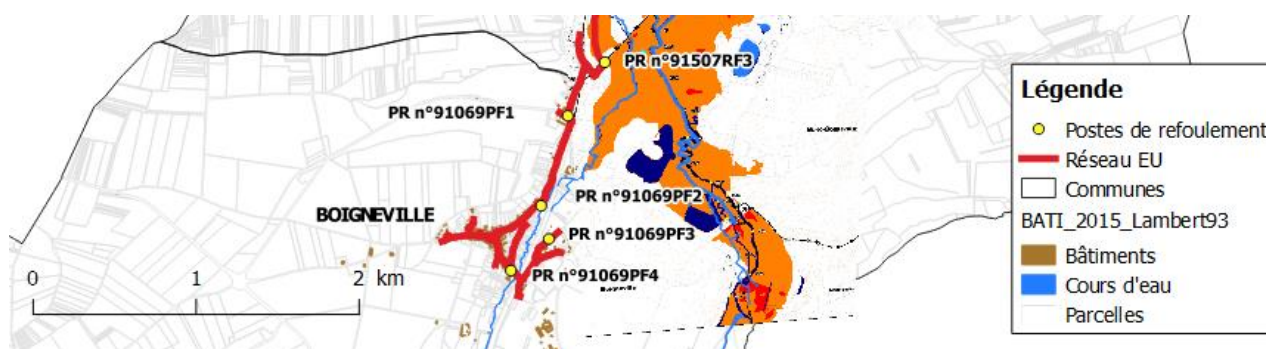 PR n°91507RF3
PR n°91069PF1
PR n°91069PF2
BOIGNEVILLE
PR n°91069PF3
PR n°91069PF4
0 1 2 km
Légende
Postes de refoulement
Réseau EU
Communes
BATI_2015_Lambert93
Bâtiments
Cours d'eau
Parcelles